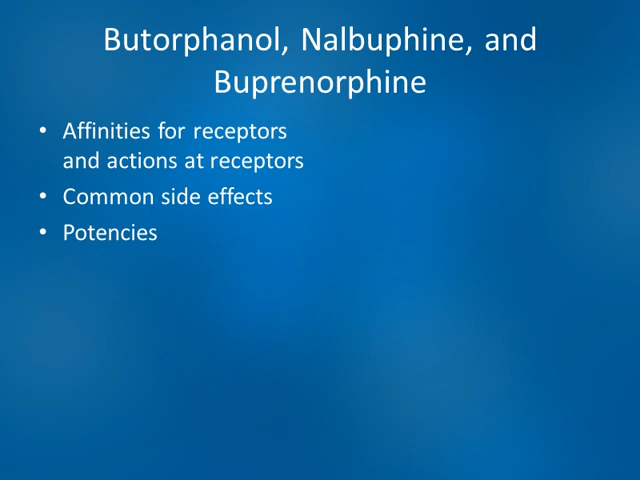 Butorphanol, Nalbuphine, and
Buprenorphine
• Affinities for receptors
and actions at receptors
• Common side effects
• Potencies